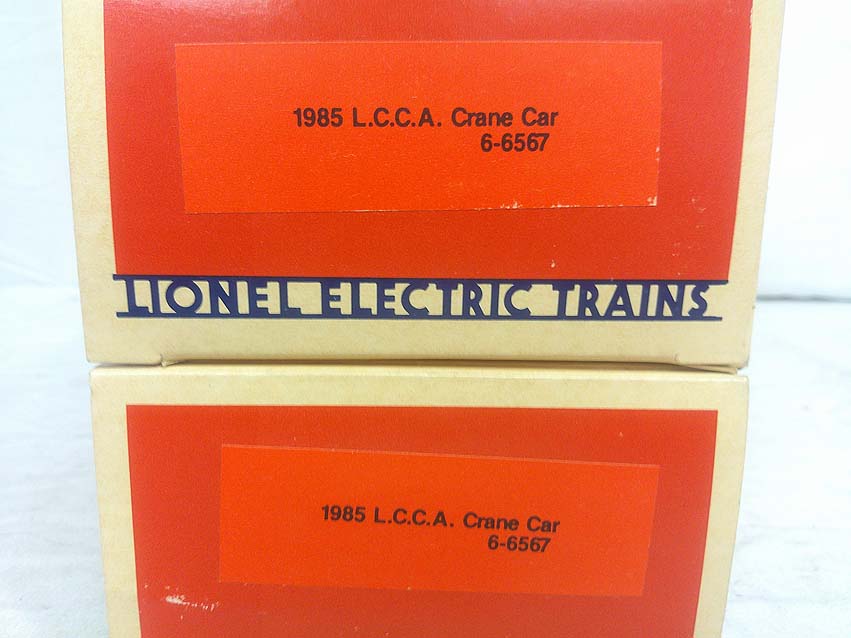 1985 L.C.C.A. Crane Car
6-6567
LIONEL ELECTRIC TRAINS
1985 L.C.C.A. Crane Car
6-6567